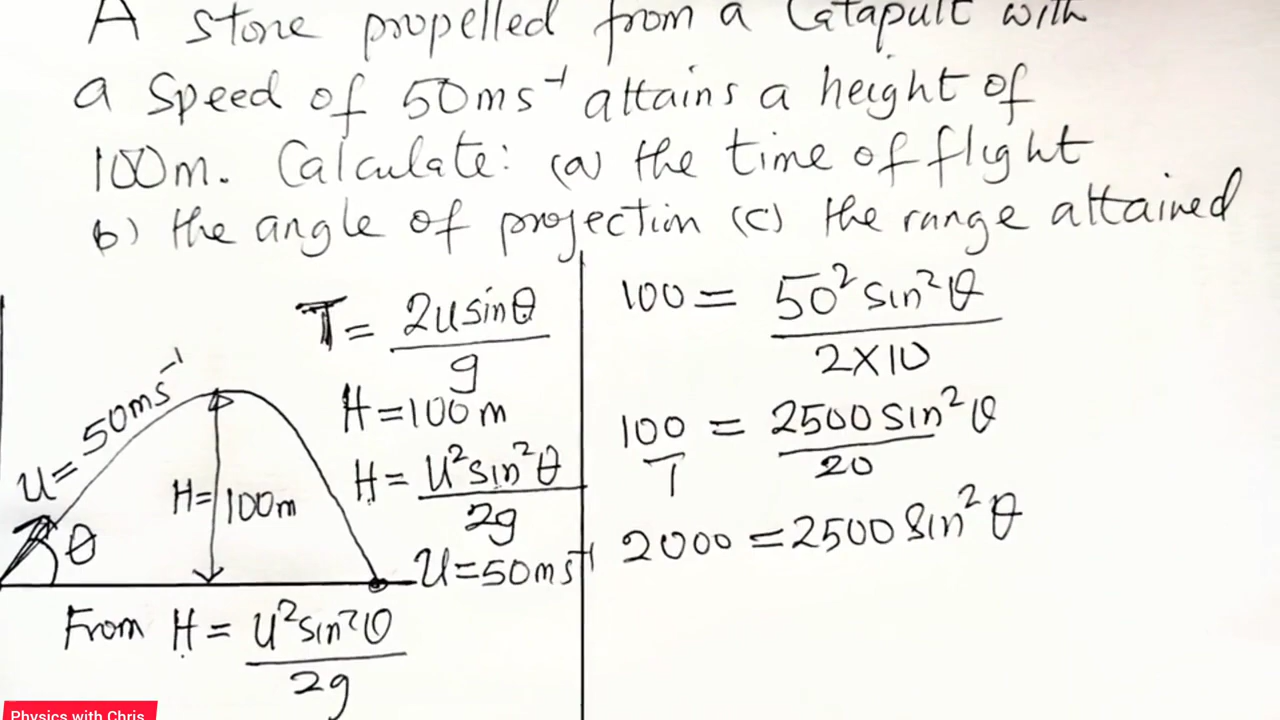 A stone propelled from a Catapult with
a Speed of 50ms⁻¹ attains a height of
100m. Calculate: (a) the time of flight
b) the angle of projection (c) the range attained
T = 2usinθ / g
H = 100m
H = U²sin²θ / 2g
U = 50ms⁻¹
U = 50ms⁻¹
H = 100m
θ
From H = U²sin²θ / 2g
100 = 50²sin²θ / 2×10
100/1 = 2500sin²θ / 20
2000 = 2500Sin²θ
Physics with Chris